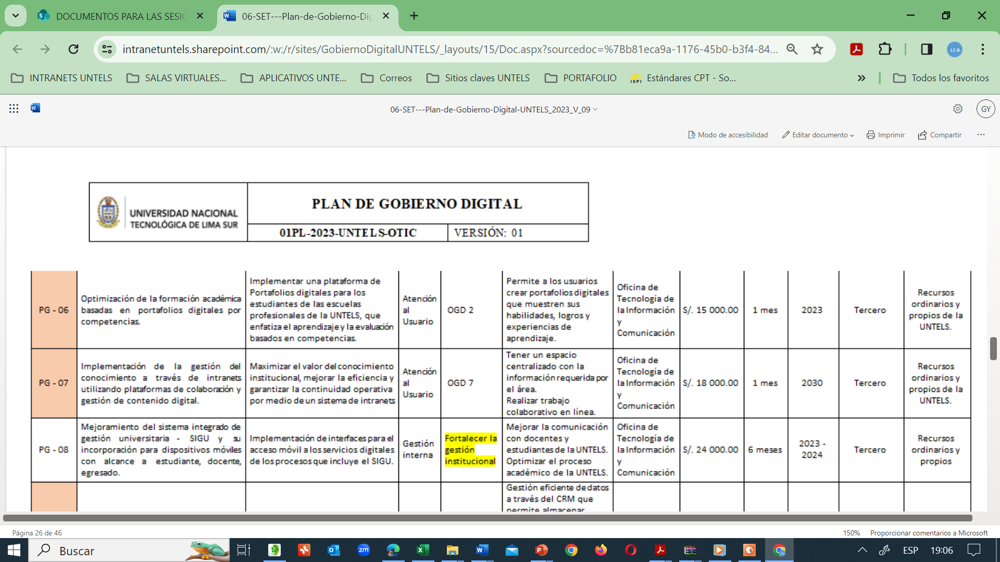 DOCUMENTOS PARA LAS SESIC
06-SET---Plan-de-Gobierno-Dig
intranetuntels.sharepoint.com/:w:/r/sites/GobiernoDigitalUNTELS/_layouts/15/Doc.aspx?sourcedoc=%7Bb81eca9a-1176-45b0-b3f4-84...
J.C.B.
INTRANETS UNTELS
SALAS VIRTUALES...
APLICATIVOS UNTE...
Correos
Sitios claves UNTELS
PORTAFOLIO
ISPI
Estándares CPT - So...
Todos los favoritos
06-SET---Plan-de-Gobierno-Digital-UNTELS_2023_V_09
GY
Modo de accesibilidad
Editar documento
Imprimir
Compartir
UNIVERSIDAD NACIONAL
TECNOLÓGICA DE LIMA SUR
PLAN DE GOBIERNO DIGITAL
01PL-2023-UNTELS-OTIC
VERSIÓN: 01
PG - 06
Optimización de la formación académica
basadas en portafolios digitales por
competencias.
Implementar una plataforma de
Portafolios digitales para los
estudiantes de las escuelas
profesionales de la UNTELS, que
enfatiza el aprendizaje y la evaluación
basados en competencias.
Atención
al
Usuario
OGD 2
Permite a los usuarios
crear portafolios digitales
que muestren sus
habilidades, logros y
experiencias de
aprendizaje.
Oficina de
Tecnología de
la Información
y
Comunicación
S/. 15 000.00
1 mes
2023
Tercero
Recursos
ordinarios y
propios de la
UNTELS.
PG - 07
Implementación de la gestión del
conocimiento a través de intranets
utilizando plataformas de colaboración y
gestión de contenido digital.
Maximizar el valor del conocimiento
institucional, mejorar la eficiencia y
garantizar la continuidad operativa
por medio de un sistema de intranets
Atención
al
Usuario
OGD 7
Tener un espacio
centralizado con la
información requerida por
el área.
Realizar trabajo
colaborativo en línea.
Oficina de
Tecnología de
la Información
y
Comunicación
S/. 18 000.00
1 mes
2030
Tercero
Recursos
ordinarios y
propios de la
UNTELS.
PG - 08
Mejoramiento del sistema integrado de
gestión universitaria - SIGU y su
incorporación para dispositivos móviles
con alcance a estudiante, docente,
egresado.
Implementación de interfaces para el
acceso móvil a los servicios digitales
de los procesos que incluye el SIGU.
Gestión
interna
Fortalecer la
gestión
institucional
Mejorar la comunicación
con docentes y
estudiantes de la UNTELS.
Optimizar el proceso
académico de la UNTELS.
Oficina de
Tecnología de
la Información
y
Comunicación
S/. 24 000.00
6 meses
2023 -
2024
Tercero
Recursos
ordinarios y
propios
Gestión eficiente de datos
a través del CRM que
permite almacenar
Página 26 de 46
150%
Proporcionar comentarios a Microsoft
Buscar
zm
ESP
19:06